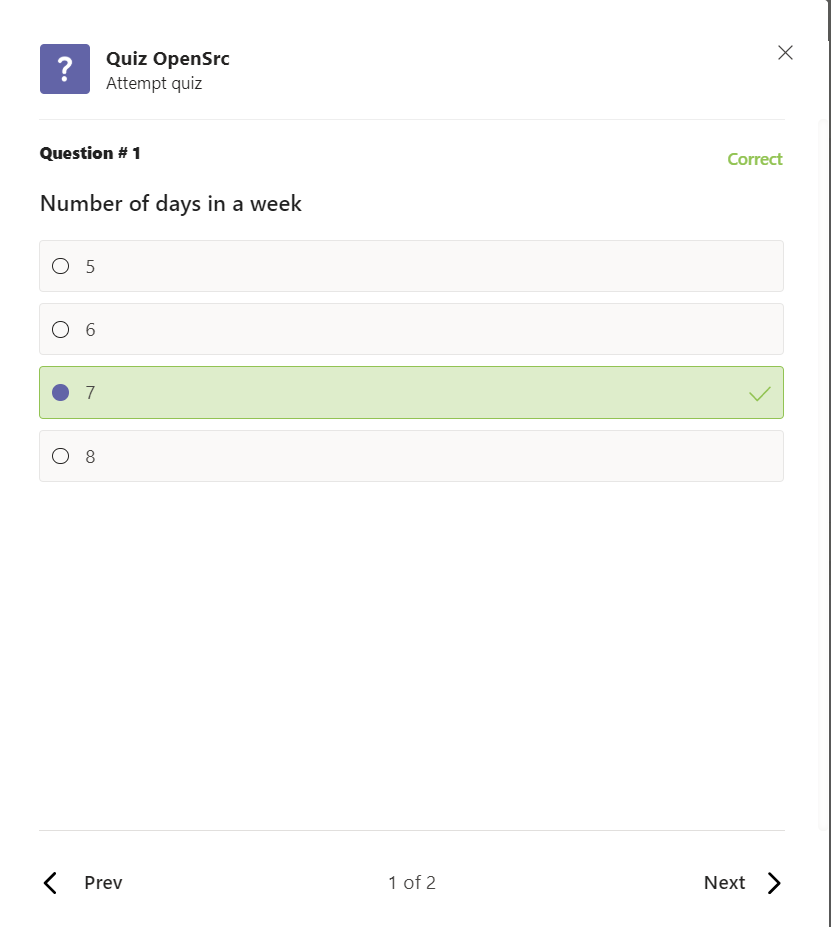 ?
Quiz OpenSrc
Attempt quiz
Question # 1
Correct
Number of days in a week
5
6
7
8
Prev
1 of 2
Next